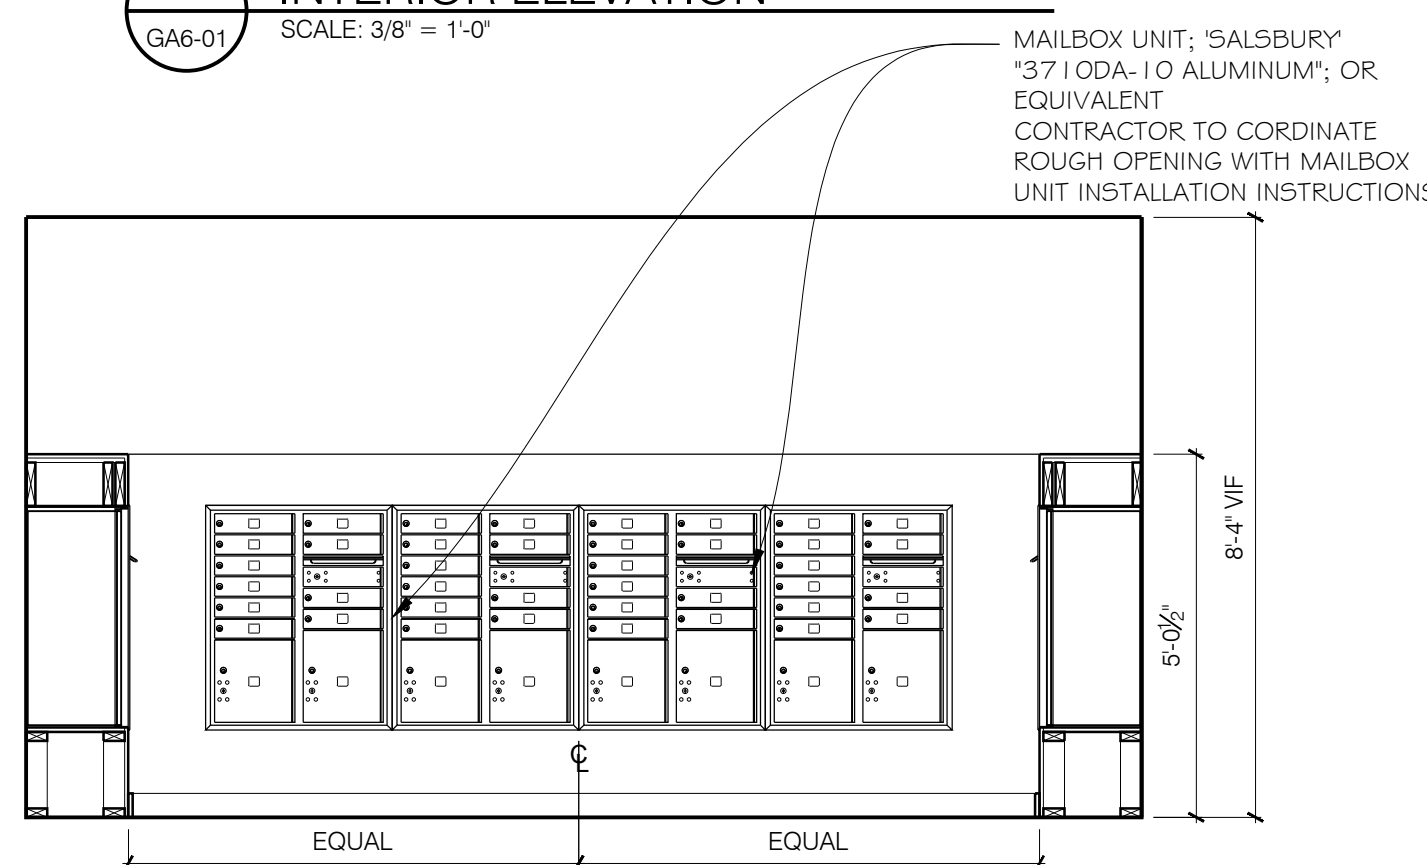 INTERIOR ELEVATION
GA6-01
SCALE: 3/8" = 1'-0"
MAILBOX UNIT; 'SALSBURY'
"3710DA-10 ALUMINUM"; OR
EQUIVALENT
CONTRACTOR TO CORDINATE
ROUGH OPENING WITH MAILBOX
UNIT INSTALLATION INSTRUCTIONS
8'-4" VIF
5'-0½"
℄
EQUAL
EQUAL